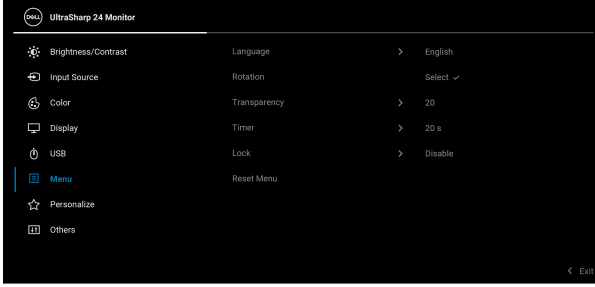 DELL UltraSharp 24 Monitor
Brightness/Contrast Language English
Input Source Rotation Select
Color Transparency 20
Display Timer 20 s
USB Lock Disable
Menu Reset Menu
Personalize
Others
Exit